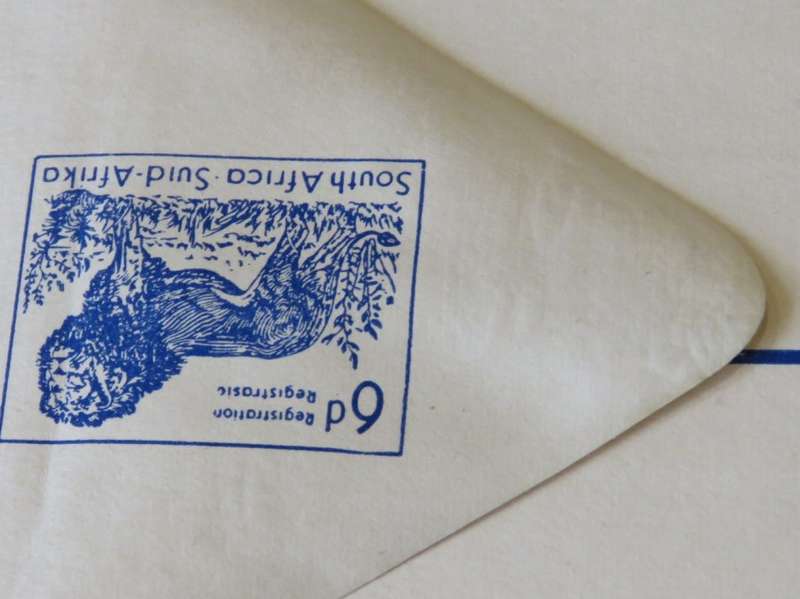 6d
Registration
Registrasie
South Africa · Suid-Afrika